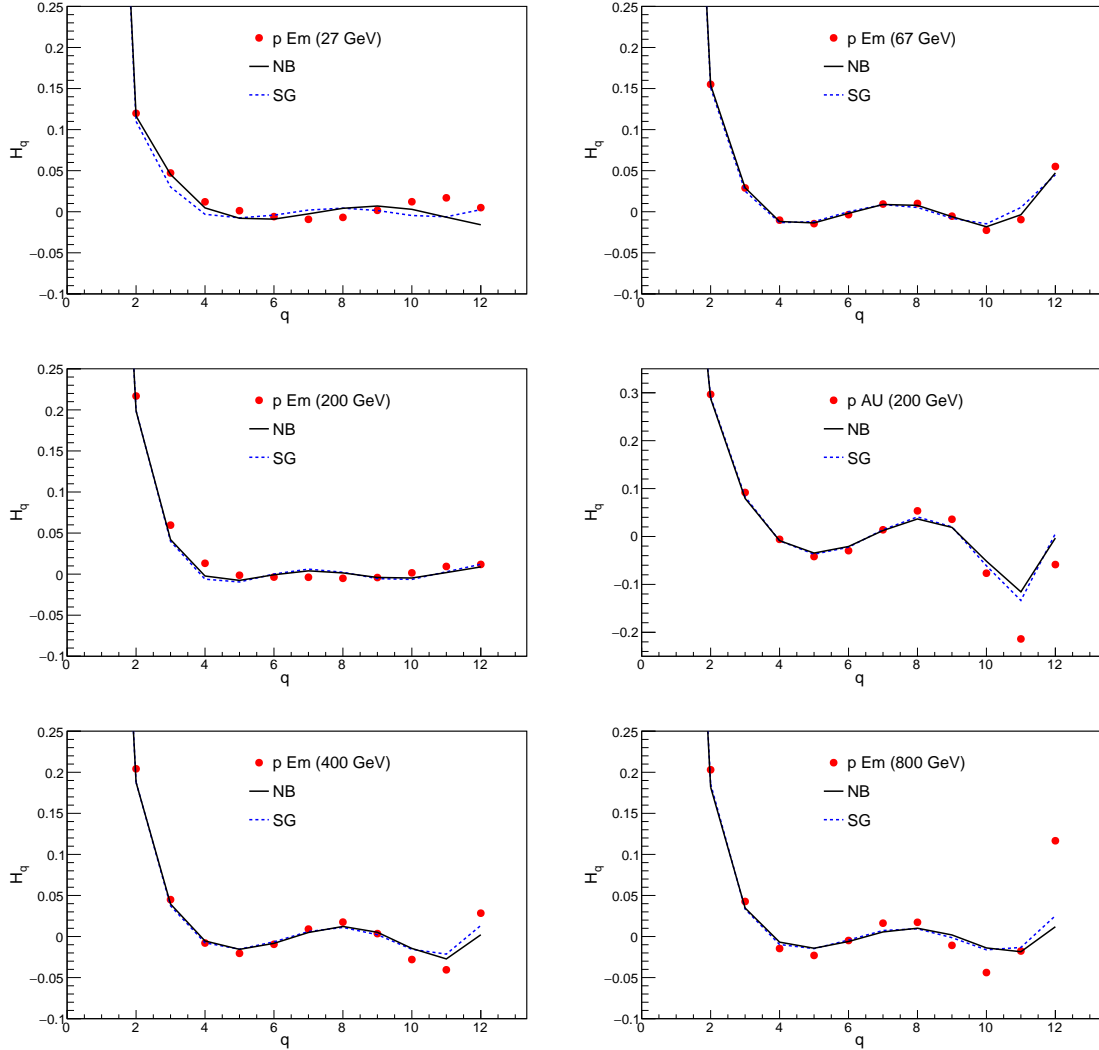 0.25
0.2
0.15
0.1
0.05
0
−0.05
−0.1
H_q
p Em (27 GeV)
NB
SG
0 2 4 6 8 10 12
q
0.25
0.2
0.15
0.1
0.05
0
−0.05
−0.1
H_q
p Em (67 GeV)
NB
SG
0 2 4 6 8 10 12
q
0.25
0.2
0.15
0.1
0.05
0
−0.05
−0.1
H_q
p Em (200 GeV)
NB
SG
0 2 4 6 8 10 12
q
0.3
0.2
0.1
0
−0.1
−0.2
H_q
p AU (200 GeV)
NB
SG
0 2 4 6 8 10 12
q
0.25
0.2
0.15
0.1
0.05
0
−0.05
−0.1
H_q
p Em (400 GeV)
NB
SG
0 2 4 6 8 10 12
q
0.25
0.2
0.15
0.1
0.05
0
−0.05
−0.1
H_q
p Em (800 GeV)
NB
SG
0 2 4 6 8 10 12
q